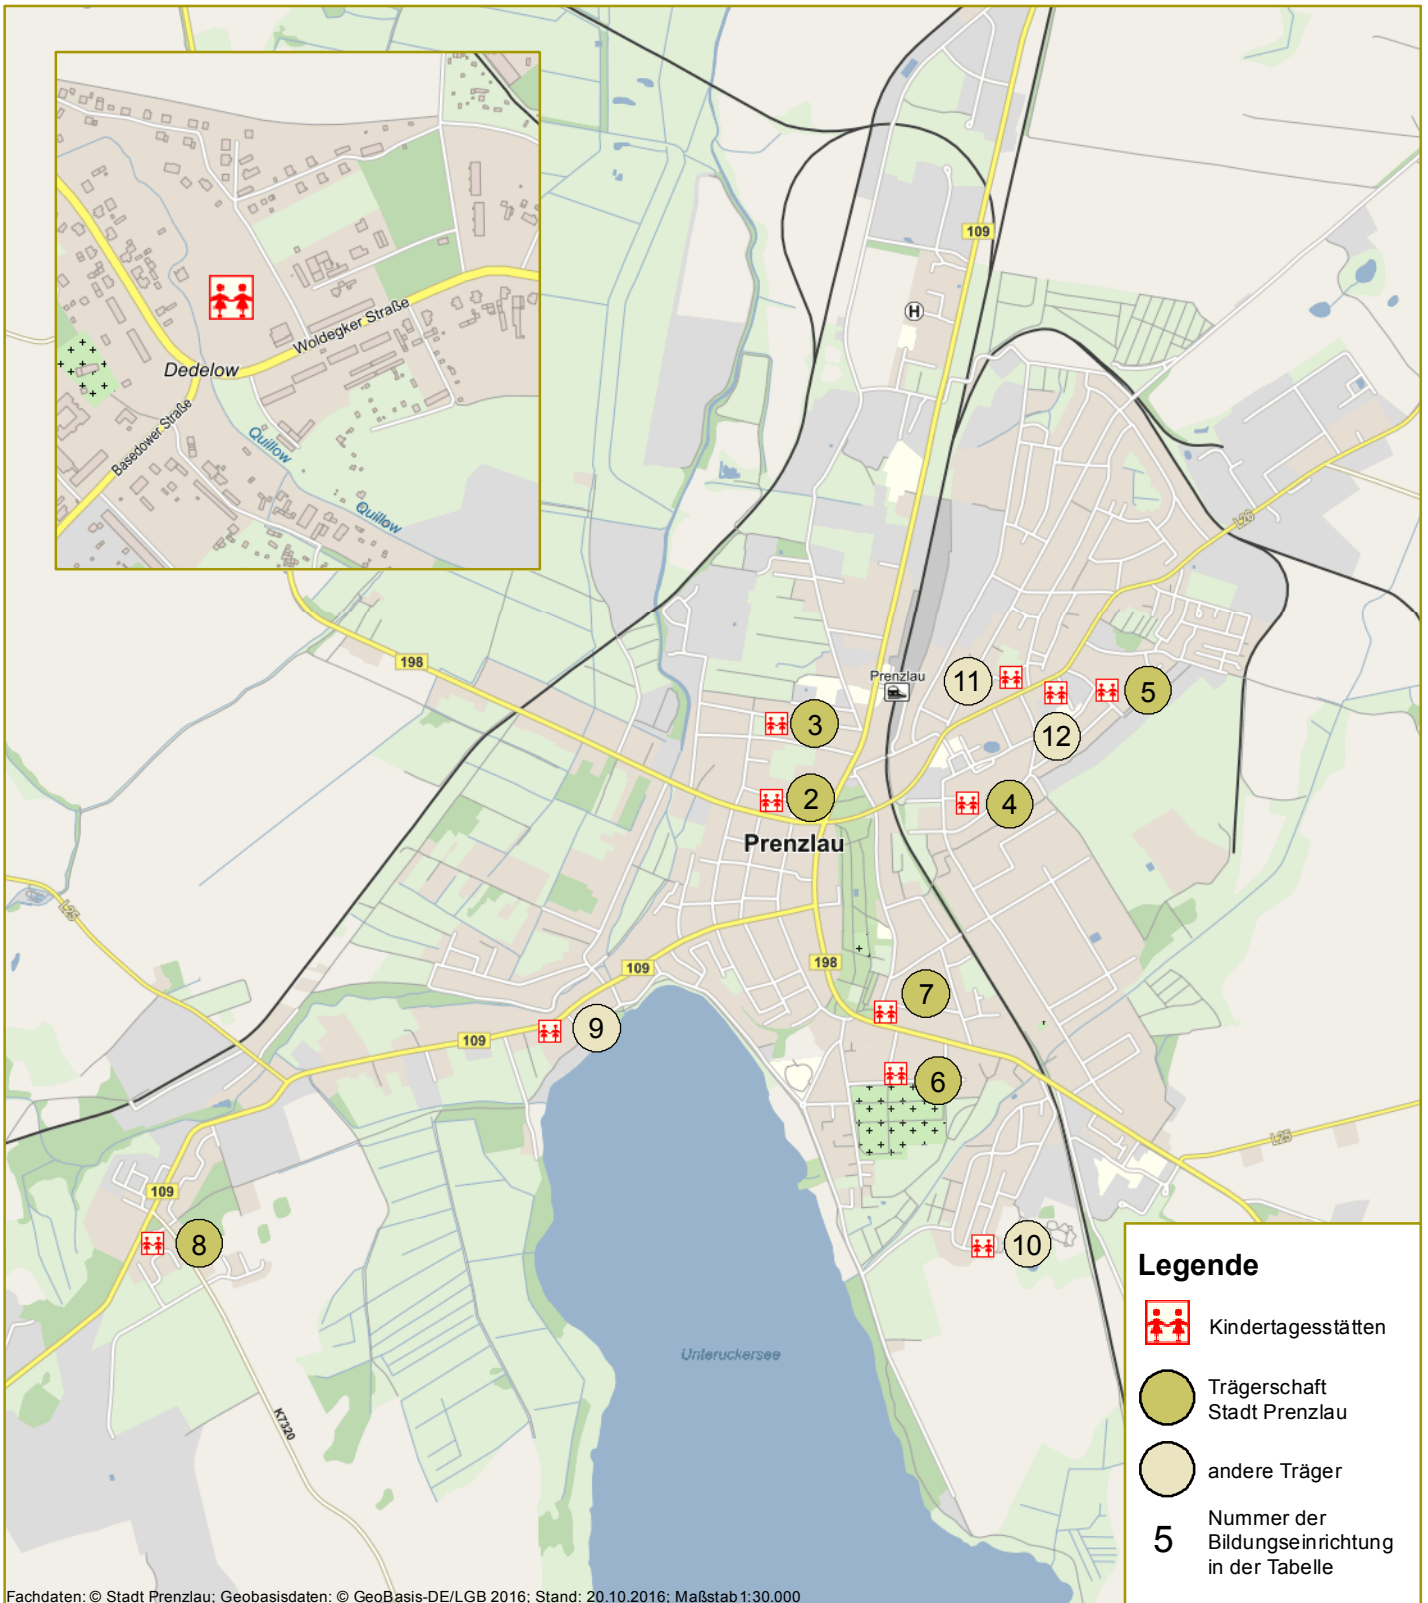 Woldegker Straße
Dedelow
Basedower Straße
Quillow
Quillow
109
H
L26
198
Prenzlau
11
5
3
12
2
4
Prenzlau
L25
198
109
7
9
109
6
L25
109
8
10
Unteruckersee
K7320
Legende
Kindertagesstätten
Trägerschaft
Stadt Prenzlau
andere Träger
5
Nummer der
Bildungseinrichtung
in der Tabelle
Fachdaten: © Stadt Prenzlau; Geobasisdaten: © GeoBasis-DE/LGB 2016; Stand: 20.10.2016; Maßstab 1:30.000